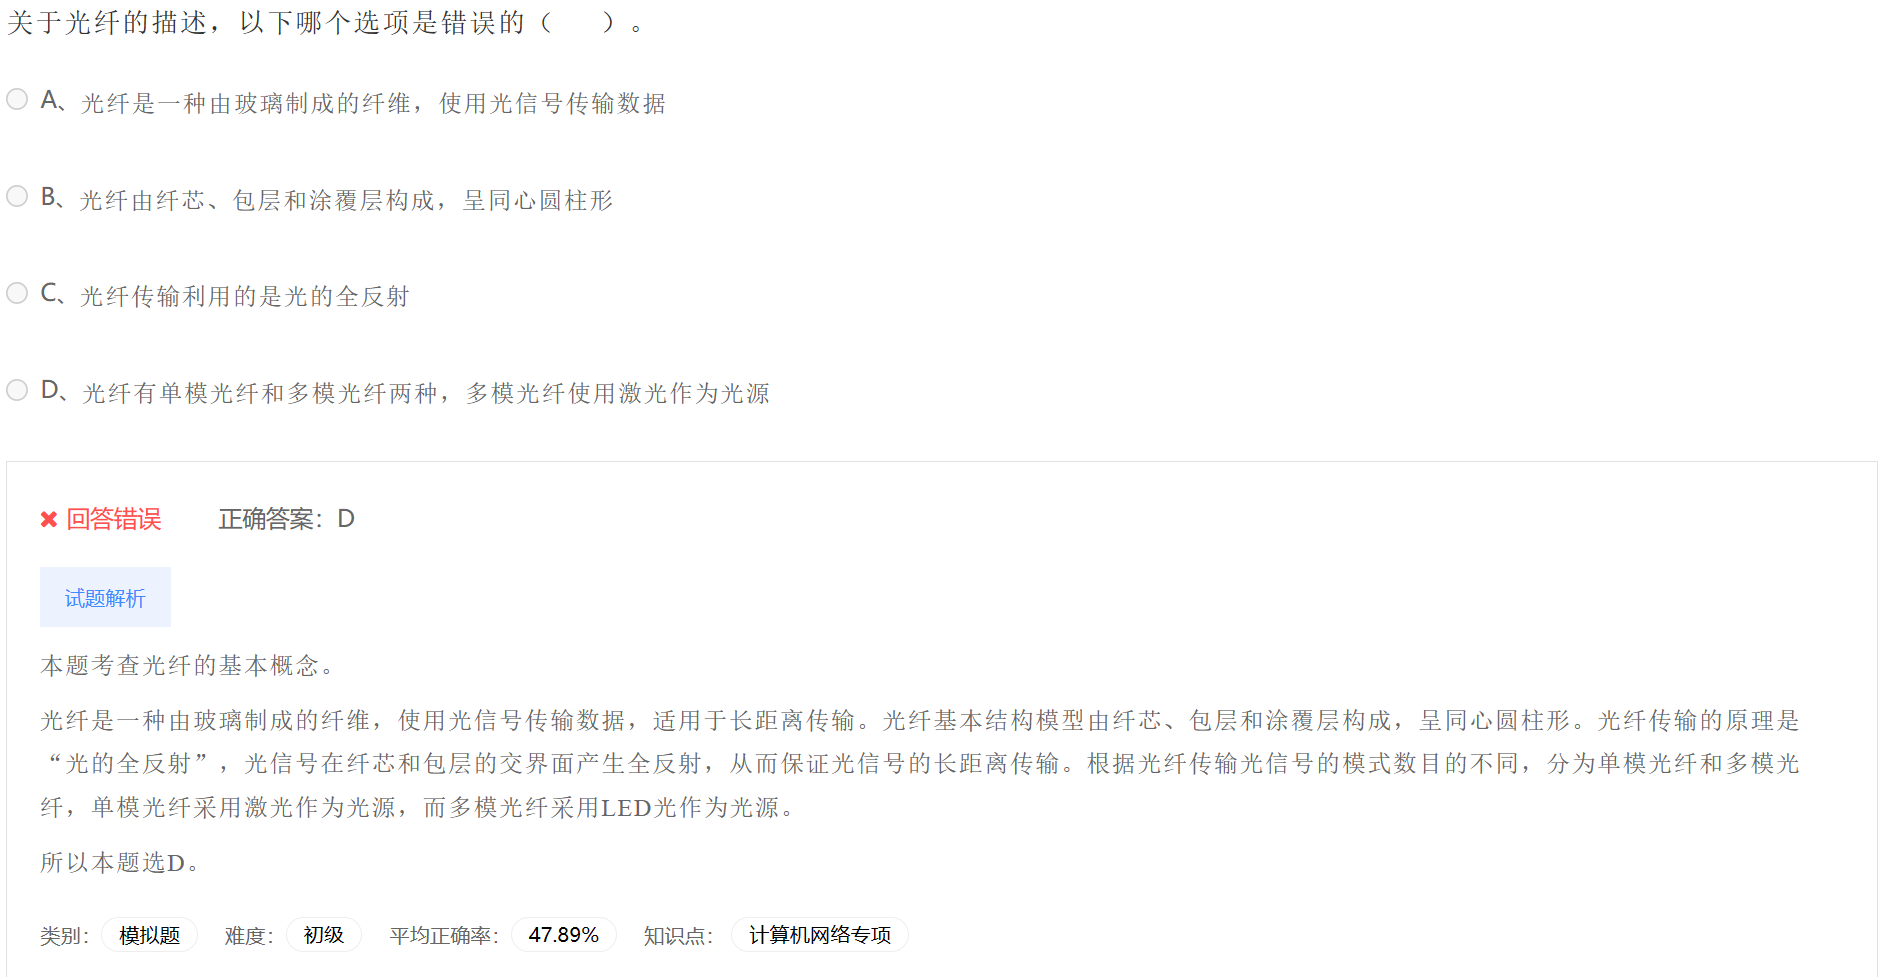 关于光纤的描述，以下哪个选项是错误的（　　）。
A、光纤是一种由玻璃制成的纤维，使用光信号传输数据
B、光纤由纤芯、包层和涂覆层构成，呈同心圆柱形
C、光纤传输利用的是光的全反射
D、光纤有单模光纤和多模光纤两种，多模光纤使用激光作为光源
✖ 回答错误 正确答案：D
试题解析
本题考查光纤的基本概念。
光纤是一种由玻璃制成的纤维，使用光信号传输数据，适用于长距离传输。光纤基本结构模型由纤芯、包层和涂覆层构成，呈同心圆柱形。光纤传输的原理是
“光的全反射”，光信号在纤芯和包层的交界面产生全反射，从而保证光信号的长距离传输。根据光纤传输光信号的模式数目的不同，分为单模光纤和多模光
纤，单模光纤采用激光作为光源，而多模光纤采用LED光作为光源。
所以本题选D。
类别： 模拟题 难度： 初级 平均正确率： 47.89% 知识点： 计算机网络专项